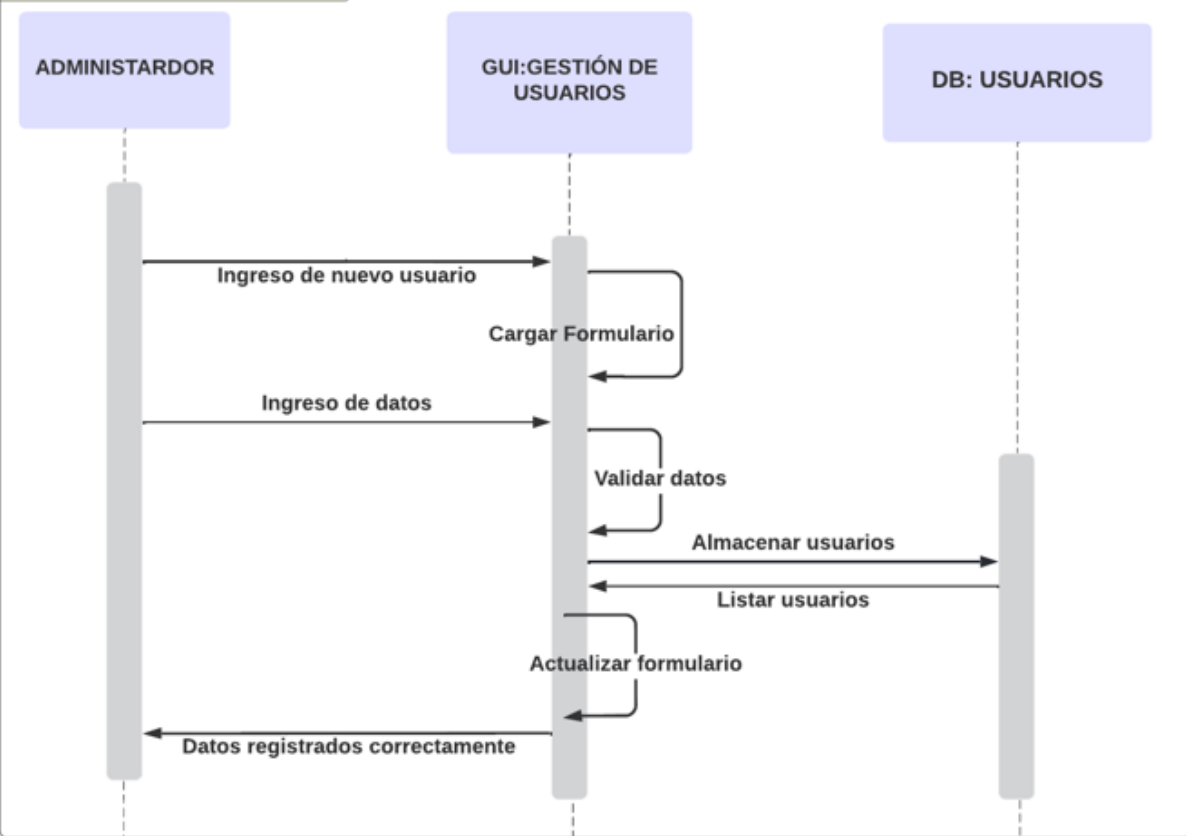 ADMINISTARDOR
GUI:GESTIÓN DE
USUARIOS
DB: USUARIOS
Ingreso de nuevo usuario
Cargar Formulario
Ingreso de datos
Validar datos
Almacenar usuarios
Listar usuarios
Actualizar formulario
Datos registrados correctamente